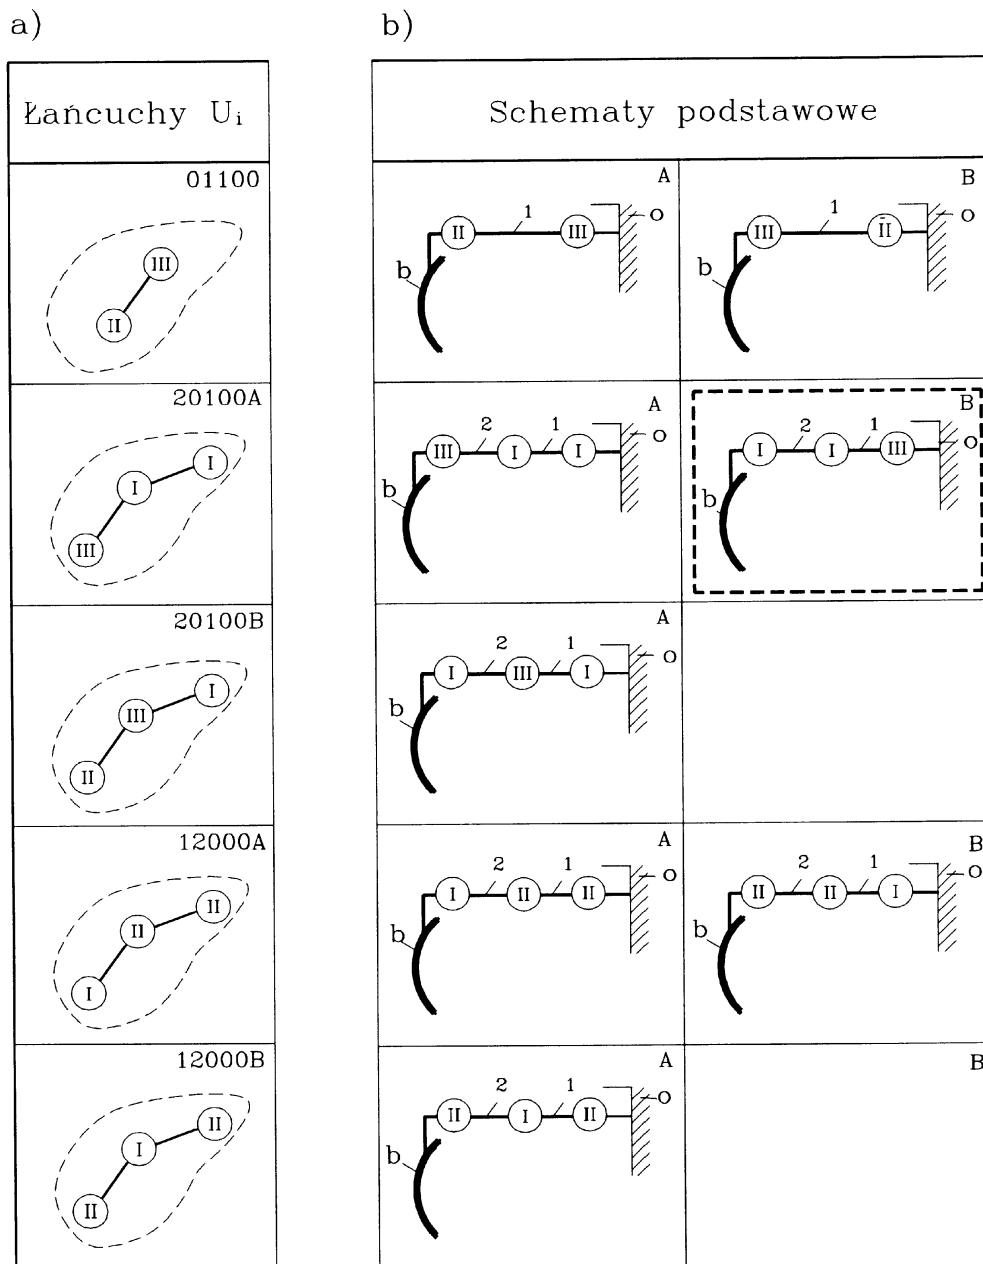 a)
b)
Łańcuchy Uᵢ
Schematy podstawowe
01100
III
II
A
1
II
III
O
b
B
1
III
II
O
b
20100A
I
I
III
A
2
1
III
I
I
O
b
B
2
1
I
I
III
O
b
20100B
I
III
II
A
2
1
I
III
I
O
b
12000A
II
II
I
A
2
1
I
II
II
O
b
B
2
1
II
II
I
O
b
12000B
II
I
II
A
2
1
II
I
II
O
b
B